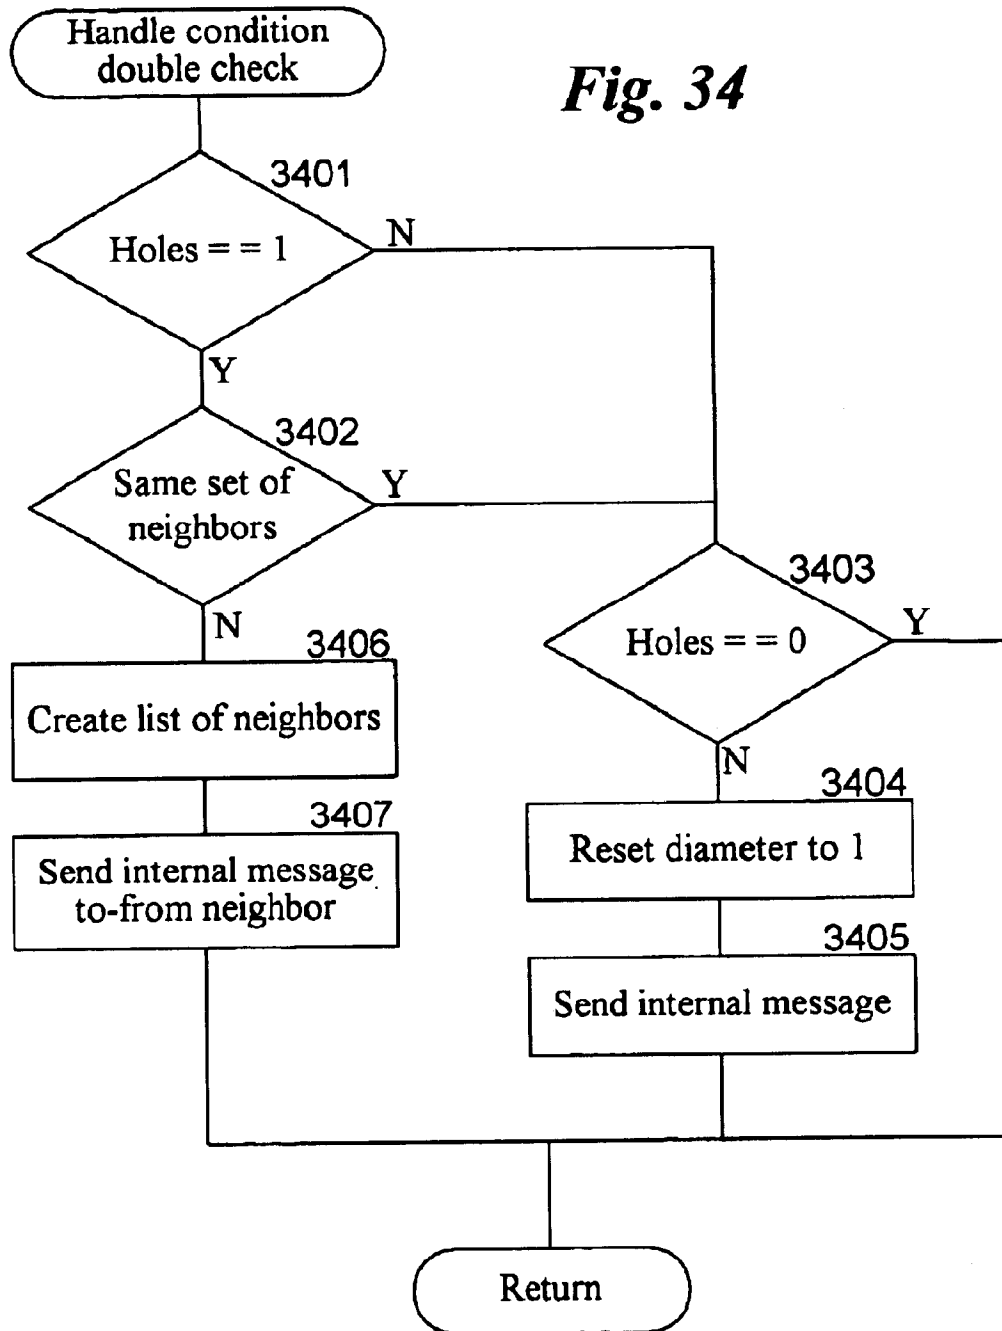 Handle condition
double check
Fig. 34
3401
Holes = = 1
N
Y
3402
Same set of
neighbors
Y
N
3403
Holes = = 0
Y
N
3406
Create list of neighbors
3404
Reset diameter to 1
3407
Send internal message
to-from neighbor
3405
Send internal message
Return